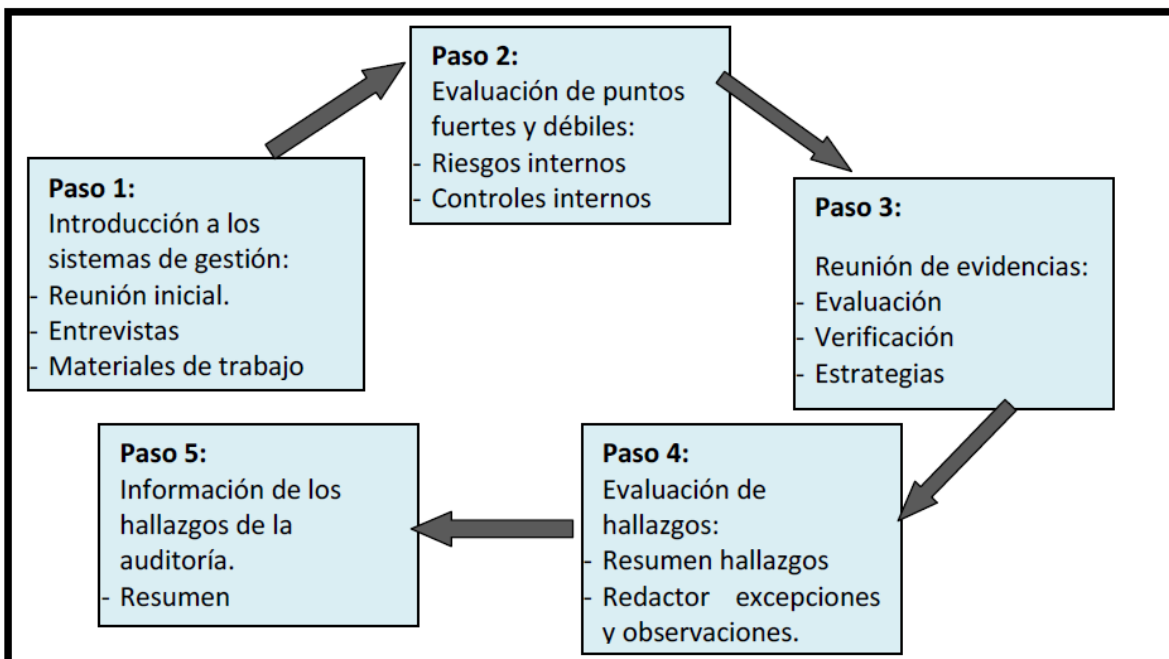 Paso 1:
Introducción a los
sistemas de gestión:
- Reunión inicial.
- Entrevistas
- Materiales de trabajo
Paso 2:
Evaluación de puntos
fuertes y débiles:
- Riesgos internos
- Controles internos
Paso 3:
Reunión de evidencias:
- Evaluación
- Verificación
- Estrategias
Paso 4:
Evaluación de
hallazgos:
- Resumen hallazgos
- Redactor excepciones
y observaciones.
Paso 5:
Información de los
hallazgos de la
auditoría.
- Resumen